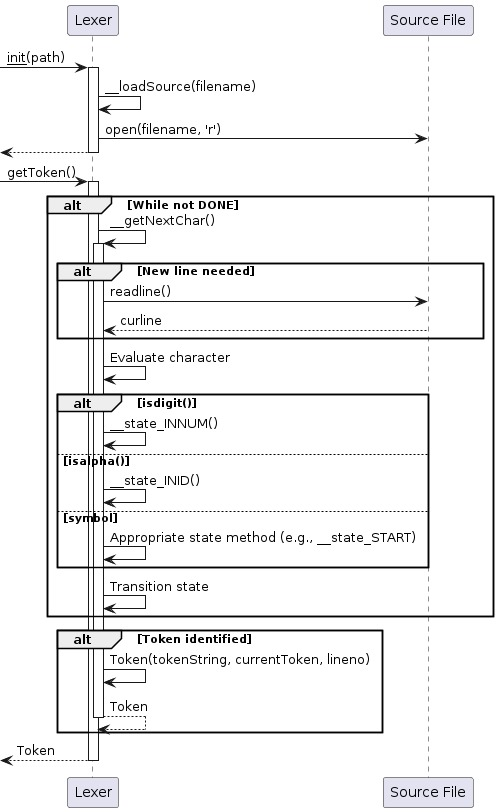 Lexer Source File
init(path)
__loadSource(filename)
open(filename, 'r')
getToken()
alt [While not DONE]
__getNextChar()
alt [New line needed]
readline()
curline
Evaluate character
alt [isdigit()]
__state_INNUM()
[isalpha()]
__state_INID()
[symbol]
Appropriate state method (e.g., __state_START)
Transition state
alt [Token identified]
Token(tokenString, currentToken, lineno)
Token
Token
Lexer Source File